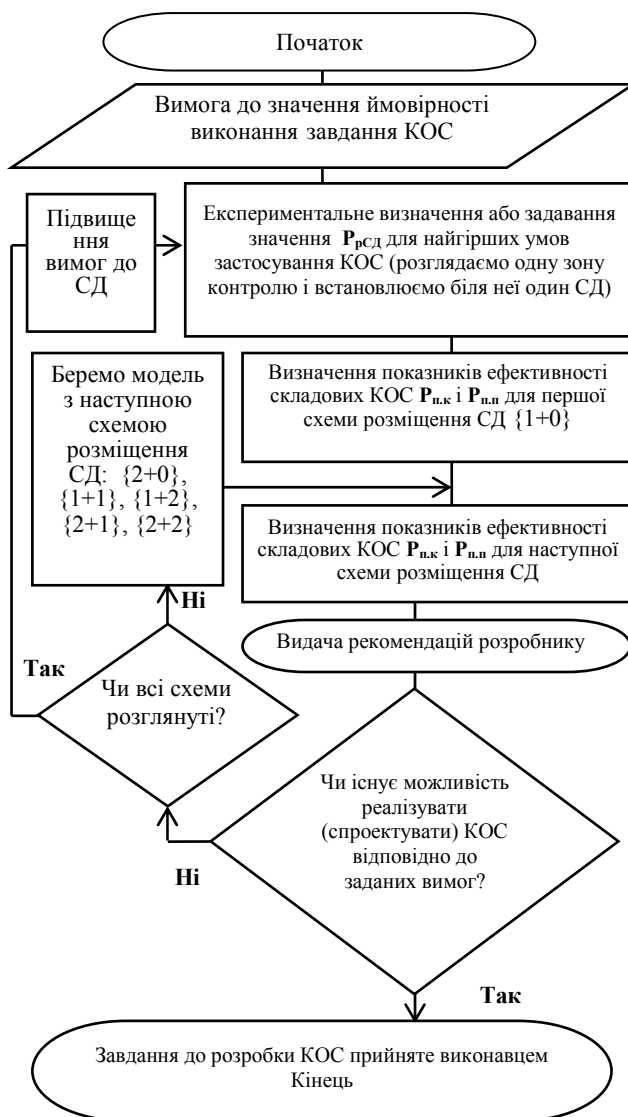 Початок
Вимога до значення ймовірності
виконання завдання КОС
Підвище
ння
вимог до
СД
Експериментальне визначення або задавання
значення РрСД для найгірших умов
застосування КОС (розглядаємо одну зону
контролю і встановлюємо біля неї один СД)
Беремо модель
з наступною
схемою
розміщення
СД: {2+0},
{1+1}, {1+2},
{2+1}, {2+2}
Визначення показників ефективності
складових КОС Рп.к і Рп.п для першої
схеми розміщення СД {1+0}
Визначення показників ефективності
складових КОС Рп.к і Рп.п для наступної
схеми розміщення СД
Ні
Видача рекомендацій розробнику
Так
Чи всі схеми
розглянуті?
Чи існує можливість
реалізувати
(спроектувати) КОС
відповідно до
заданих вимог?
Ні
Так
Завдання до розробки КОС прийняте виконавцем
Кінець